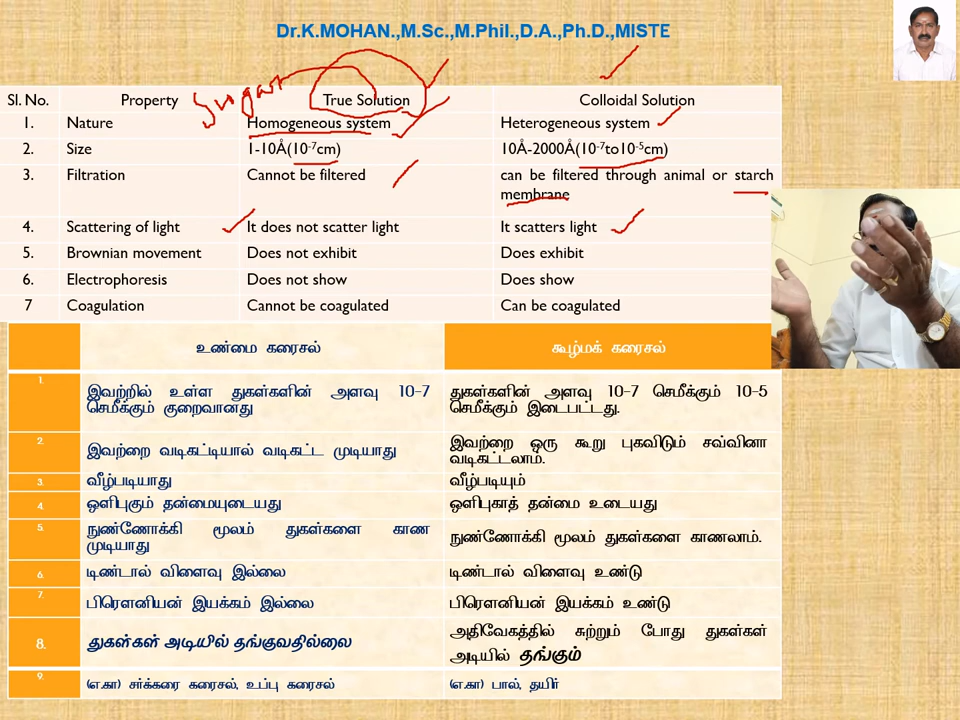 Dr.K.MOHAN.,M.Sc.,M.Phil.,D.A.,Ph.D.,MISTE
Sugar
Sl. No. Property True Solution Colloidal Solution
1. Nature Homogeneous system Heterogeneous system
2. Size 1-10Å(10-7cm) 10Å-2000Å(10-7to10-5cm)
3. Filtration Cannot be filtered can be filtered through animal or starch
membrane
4. Scattering of light It does not scatter light It scatters light
5. Brownian movement Does not exhibit Does exhibit
6. Electrophoresis Does not show Does show
7 Coagulation Cannot be coagulated Can be coagulated
உண்மை கரைசல் கூழ்மக் கரைசல்
1. இவற்றில் உள்ள துகள்களின் அளவு 10-7
செமீக்கும் குறைவானது
துகள்களின் அளவு 10-7 செமீக்கும் 10-5
செமீக்கும் இடைபட்டது.
2. இவற்றை வடிகட்டியால் வடிகட்ட முடியாது
இவற்றை ஒரு கூறு புகவிடும் சவ்வினா
வடிகட்டலாம்.
3. வீழ்படியாது வீழ்படியும்
4. ஒளிபுகும் தன்மையுடையது ஒளிபுகாத் தன்மை உடையது
5. நுண்ணோக்கி மூலம் துகள்களை காண
முடியாது
நுண்ணோக்கி மூலம் துகள்களை காணலாம்.
6. டிண்டால் விளைவு இல்லை டிண்டால் விளைவு உண்டு
7. பிரௌனியன் இயக்கம் இல்லை பிரௌனியன் இயக்கம் உண்டு
8. துகள்கள் அடியில் தங்குவதில்லை
அதிவேகத்தில் சுற்றும் போது துகள்கள்
அடியில் தங்கும்
9. (எ.கா) சர்க்கரை கரைசல், உப்பு கரைசல் (எ.கா) பால், தயிர்